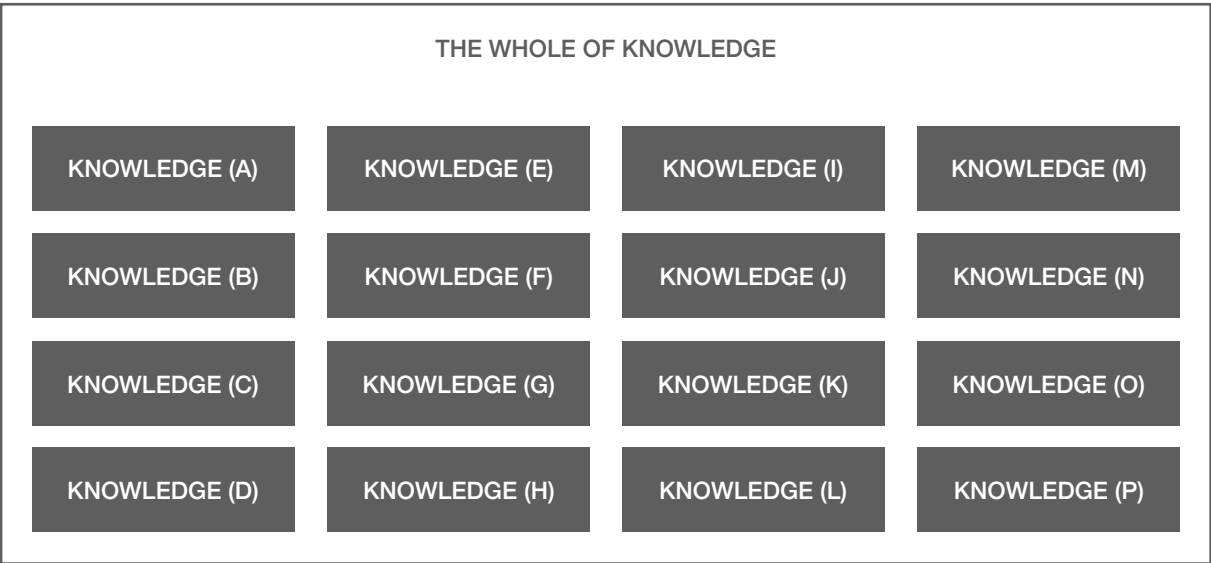 THE WHOLE OF KNOWLEDGE
KNOWLEDGE (A)
KNOWLEDGE (E)
KNOWLEDGE (I)
KNOWLEDGE (M)
KNOWLEDGE (B)
KNOWLEDGE (F)
KNOWLEDGE (J)
KNOWLEDGE (N)
KNOWLEDGE (C)
KNOWLEDGE (G)
KNOWLEDGE (K)
KNOWLEDGE (O)
KNOWLEDGE (D)
KNOWLEDGE (H)
KNOWLEDGE (L)
KNOWLEDGE (P)